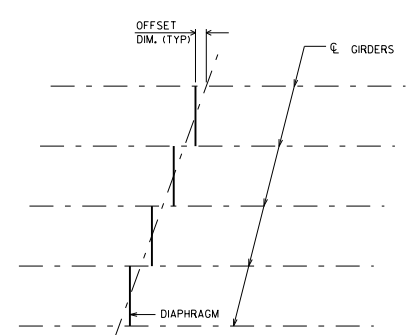 OFFSET
DIM. (TYP)
℄ GIRDERS
DIAPHRAGM